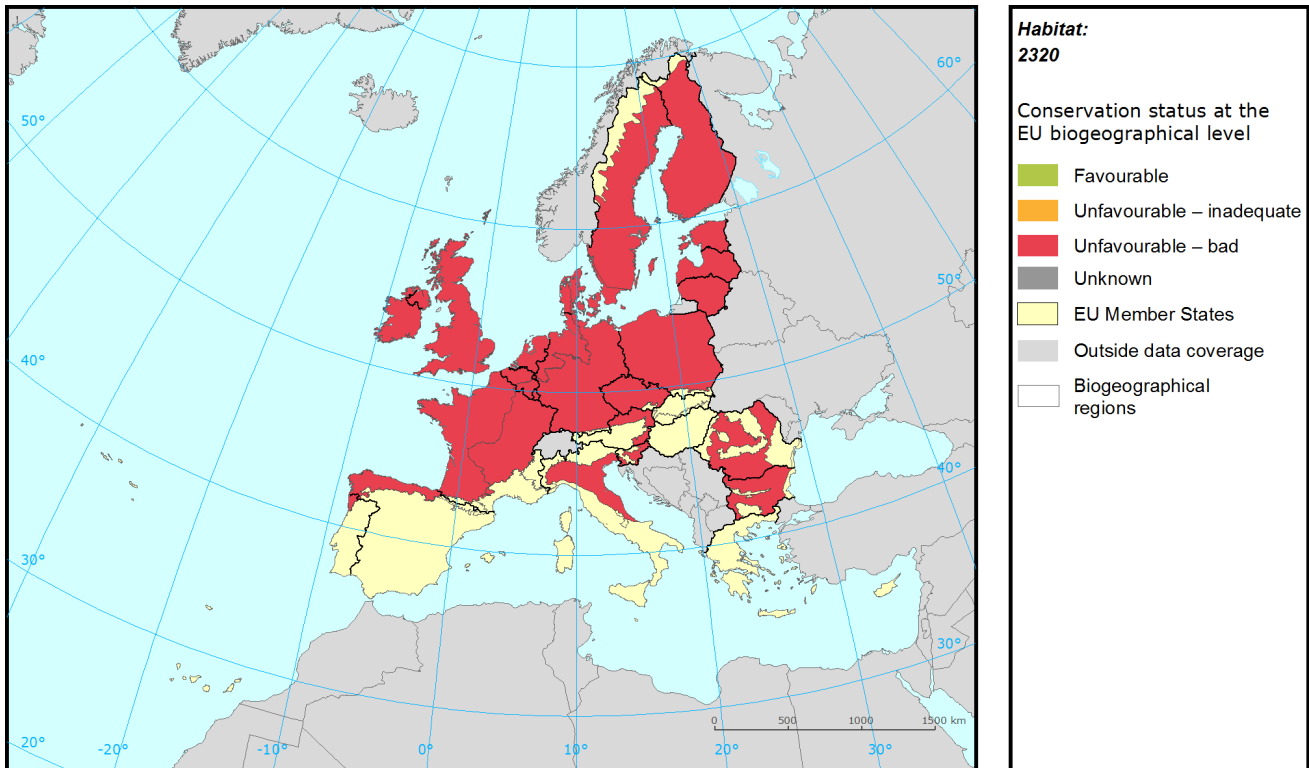 Habitat:
2320
Conservation status at the
EU biogeographical level
Favourable
Unfavourable – inadequate
Unfavourable – bad
Unknown
EU Member States
Outside data coverage
Biogeographical
regions
60°
50°
50°
40°
40°
30°
30°
0
500
1000
1500 km
20°
-20°
-10°
0°
10°
20°
30°